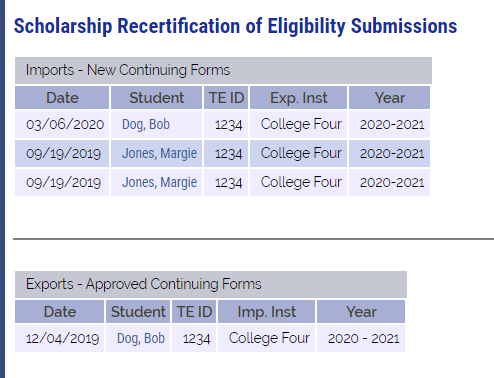 Scholarship Recertification of Eligibility Submissions
Imports - New Continuing Forms
Date Student TE ID Exp. Inst Year
03/06/2020 Dog, Bob 1234 College Four 2020-2021
09/19/2019 Jones, Margie 1234 College Four 2020-2021
09/19/2019 Jones, Margie 1234 College Four 2020-2021
Exports - Approved Continuing Forms
Date Student TE ID Imp. Inst Year
12/04/2019 Dog, Bob 1234 College Four 2020 - 2021